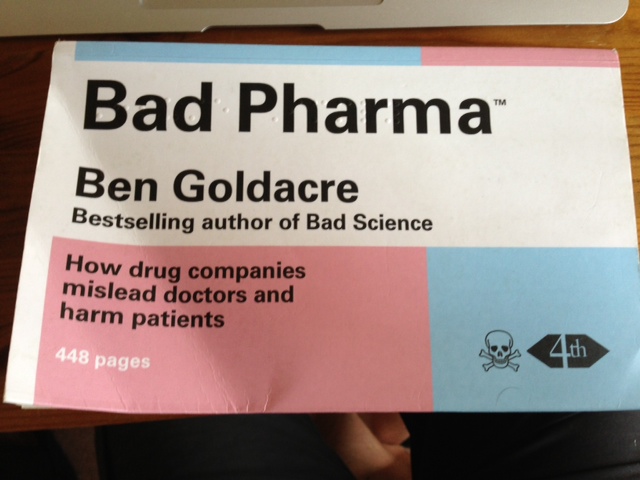 Bad Pharma™
Ben Goldacre
Bestselling author of Bad Science
How drug companies
mislead doctors and
harm patients
448 pages
4th